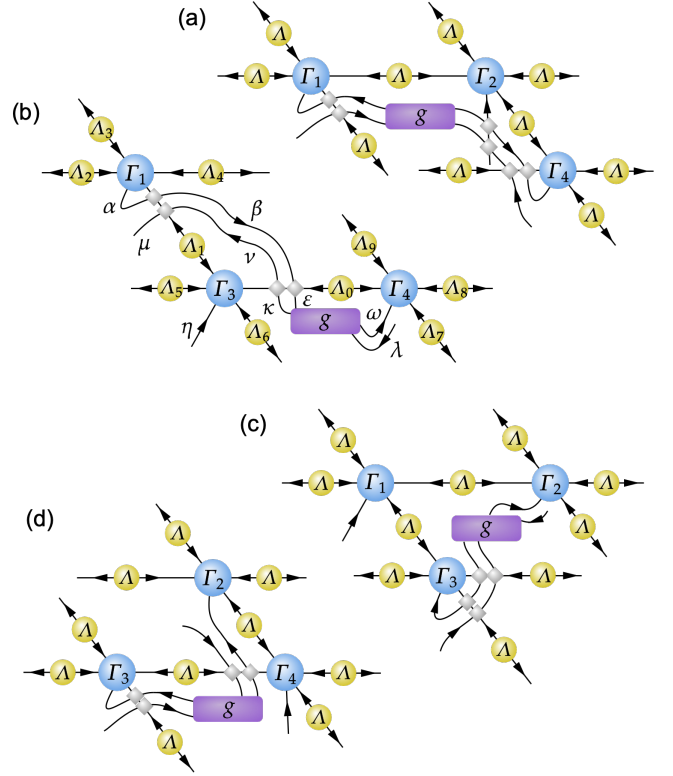 (a)
Λ Λ
Λ Γ₁ Λ Γ₂ Λ
g
Λ Λ
Λ Γ₄ Λ
Λ
(b)
Λ₃
Λ₂ Γ₁ Λ₄
α β
μ ν Λ₁ Λ₉
Λ₅ Γ₃ Λ₀ Γ₄ Λ₈
κ ε
η Λ₆ g ω Λ₇
λ
(c)
Λ Λ
Λ Γ₁ Λ Γ₂ Λ
Λ g Λ
Λ Γ₃ Λ
Λ
(d)
Λ
Λ Γ₂ Λ
Λ Λ
Λ Γ₃ Λ Γ₄ Λ
g
Λ Λ